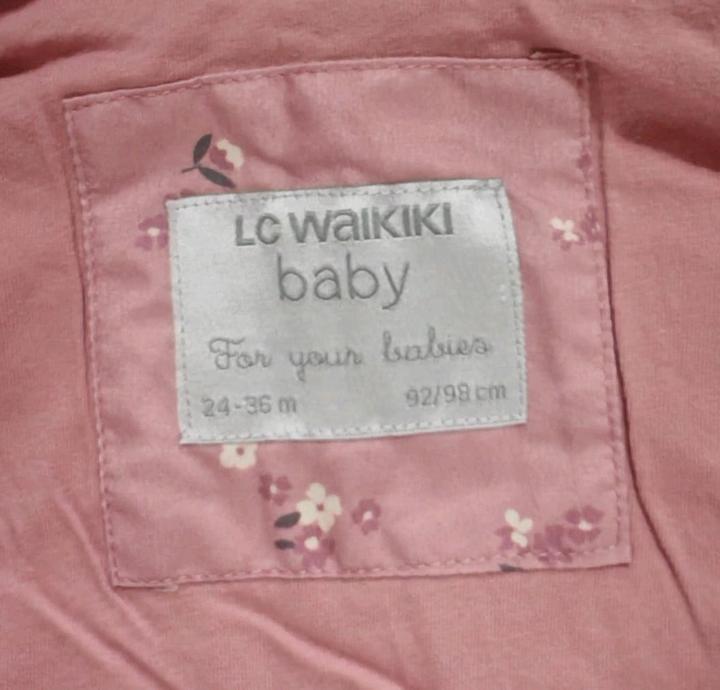 LC WAIKIKI
baby
For your babies
24-36 m 92/98 cm